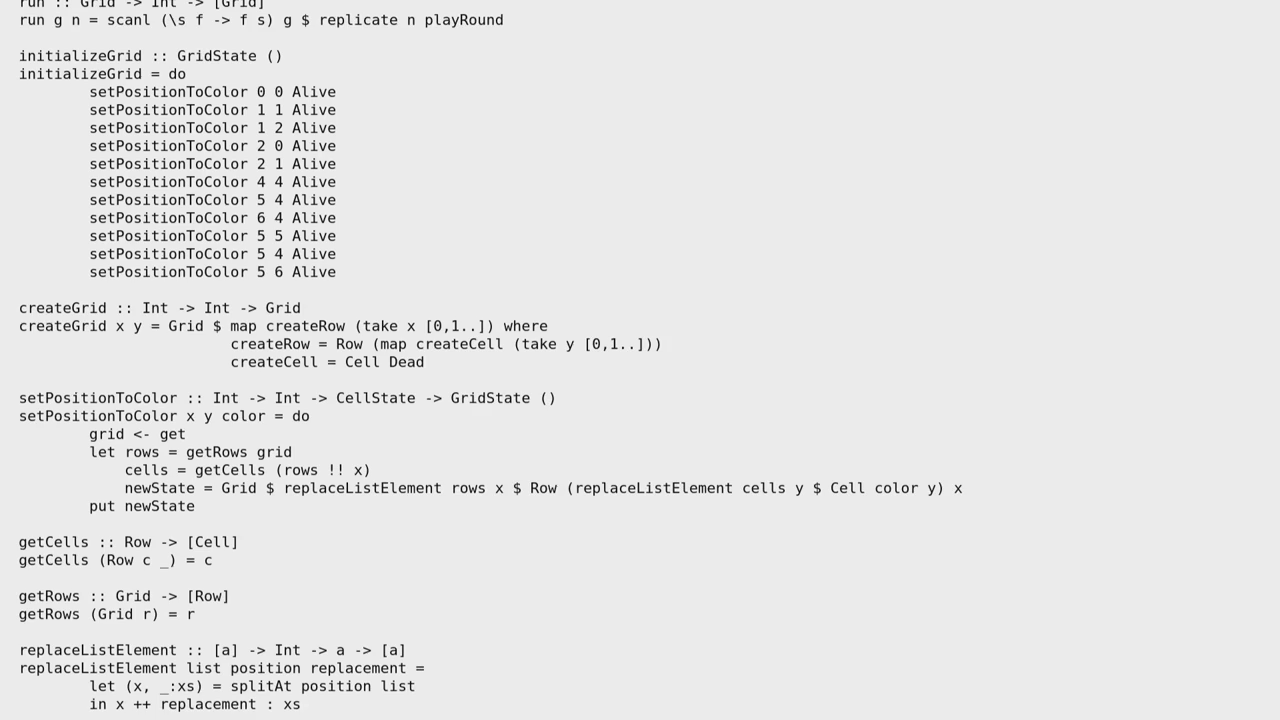 run :: Grid -> Int -> [Grid]
run g n = scanl (\s f -> f s) g $ replicate n playRound

initializeGrid :: GridState ()
initializeGrid = do
        setPositionToColor 0 0 Alive
        setPositionToColor 1 1 Alive
        setPositionToColor 1 2 Alive
        setPositionToColor 2 0 Alive
        setPositionToColor 2 1 Alive
        setPositionToColor 4 4 Alive
        setPositionToColor 5 4 Alive
        setPositionToColor 6 4 Alive
        setPositionToColor 5 5 Alive
        setPositionToColor 5 4 Alive
        setPositionToColor 5 6 Alive

createGrid :: Int -> Int -> Grid
createGrid x y = Grid $ map createRow (take x [0,1..]) where
                        createRow = Row (map createCell (take y [0,1..]))
                        createCell = Cell Dead

setPositionToColor :: Int -> Int -> CellState -> GridState ()
setPositionToColor x y color = do
        grid <- get
        let rows = getRows grid
            cells = getCells (rows !! x)
            newState = Grid $ replaceListElement rows x $ Row (replaceListElement cells y $ Cell color y) x
        put newState

getCells :: Row -> [Cell]
getCells (Row c _) = c

getRows :: Grid -> [Row]
getRows (Grid r) = r

replaceListElement :: [a] -> Int -> a -> [a]
replaceListElement list position replacement =
        let (x, _:xs) = splitAt position list
        in x ++ replacement : xs